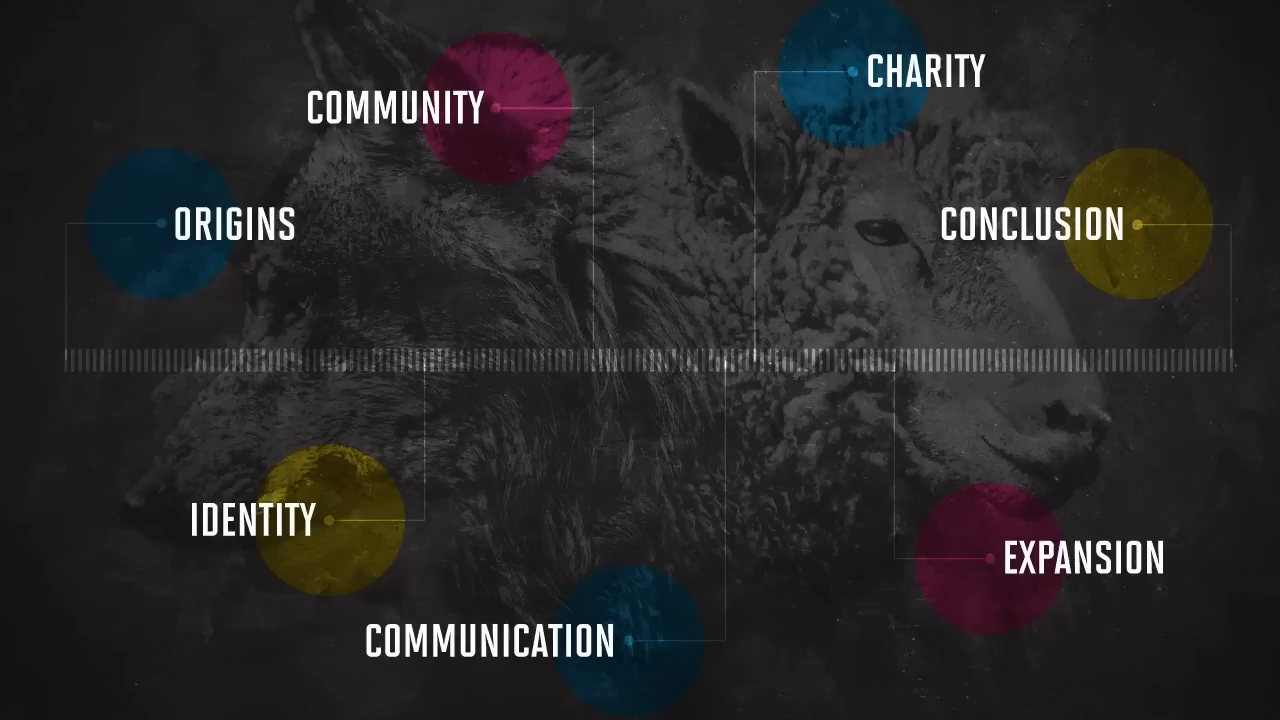 CHARITY
COMMUNITY
ORIGINS
CONCLUSION
IDENTITY
EXPANSION
COMMUNICATION